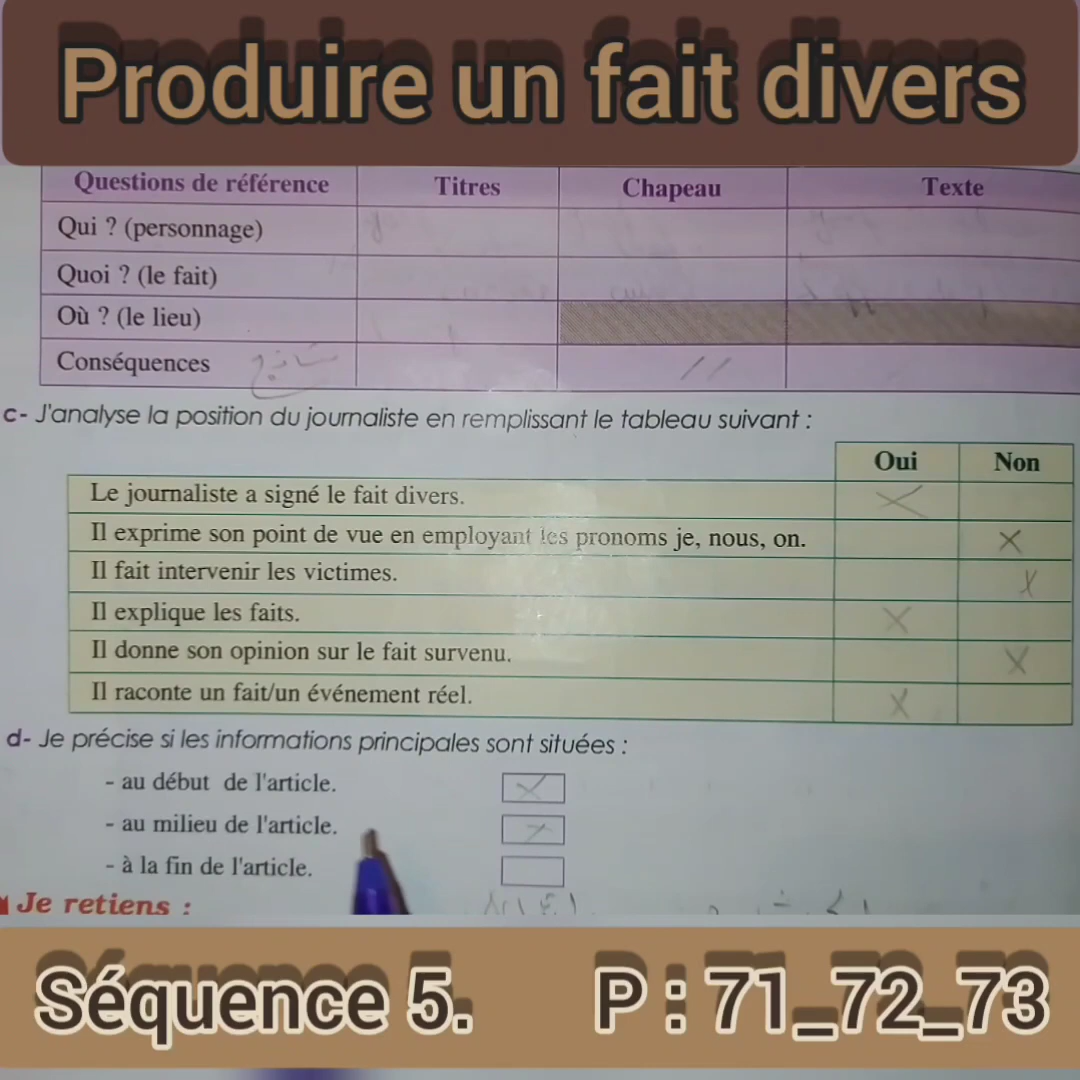 Produire un fait divers
Questions de référence Titres Chapeau Texte
Qui ? (personnage)
Quoi ? (le fait)
Où ? (le lieu)
Conséquences
c- J'analyse la position du journaliste en remplissant le tableau suivant :
Oui Non
Le journaliste a signé le fait divers. X
Il exprime son point de vue en employant les pronoms je, nous, on. X
Il fait intervenir les victimes. X
Il explique les faits. X
Il donne son opinion sur le fait survenu. X
Il raconte un fait/un événement réel. X
d- Je précise si les informations principales sont situées :
- au début de l'article. X
- au milieu de l'article. X
- à la fin de l'article.
Je retiens :
Séquence 5. P : 71_72_73